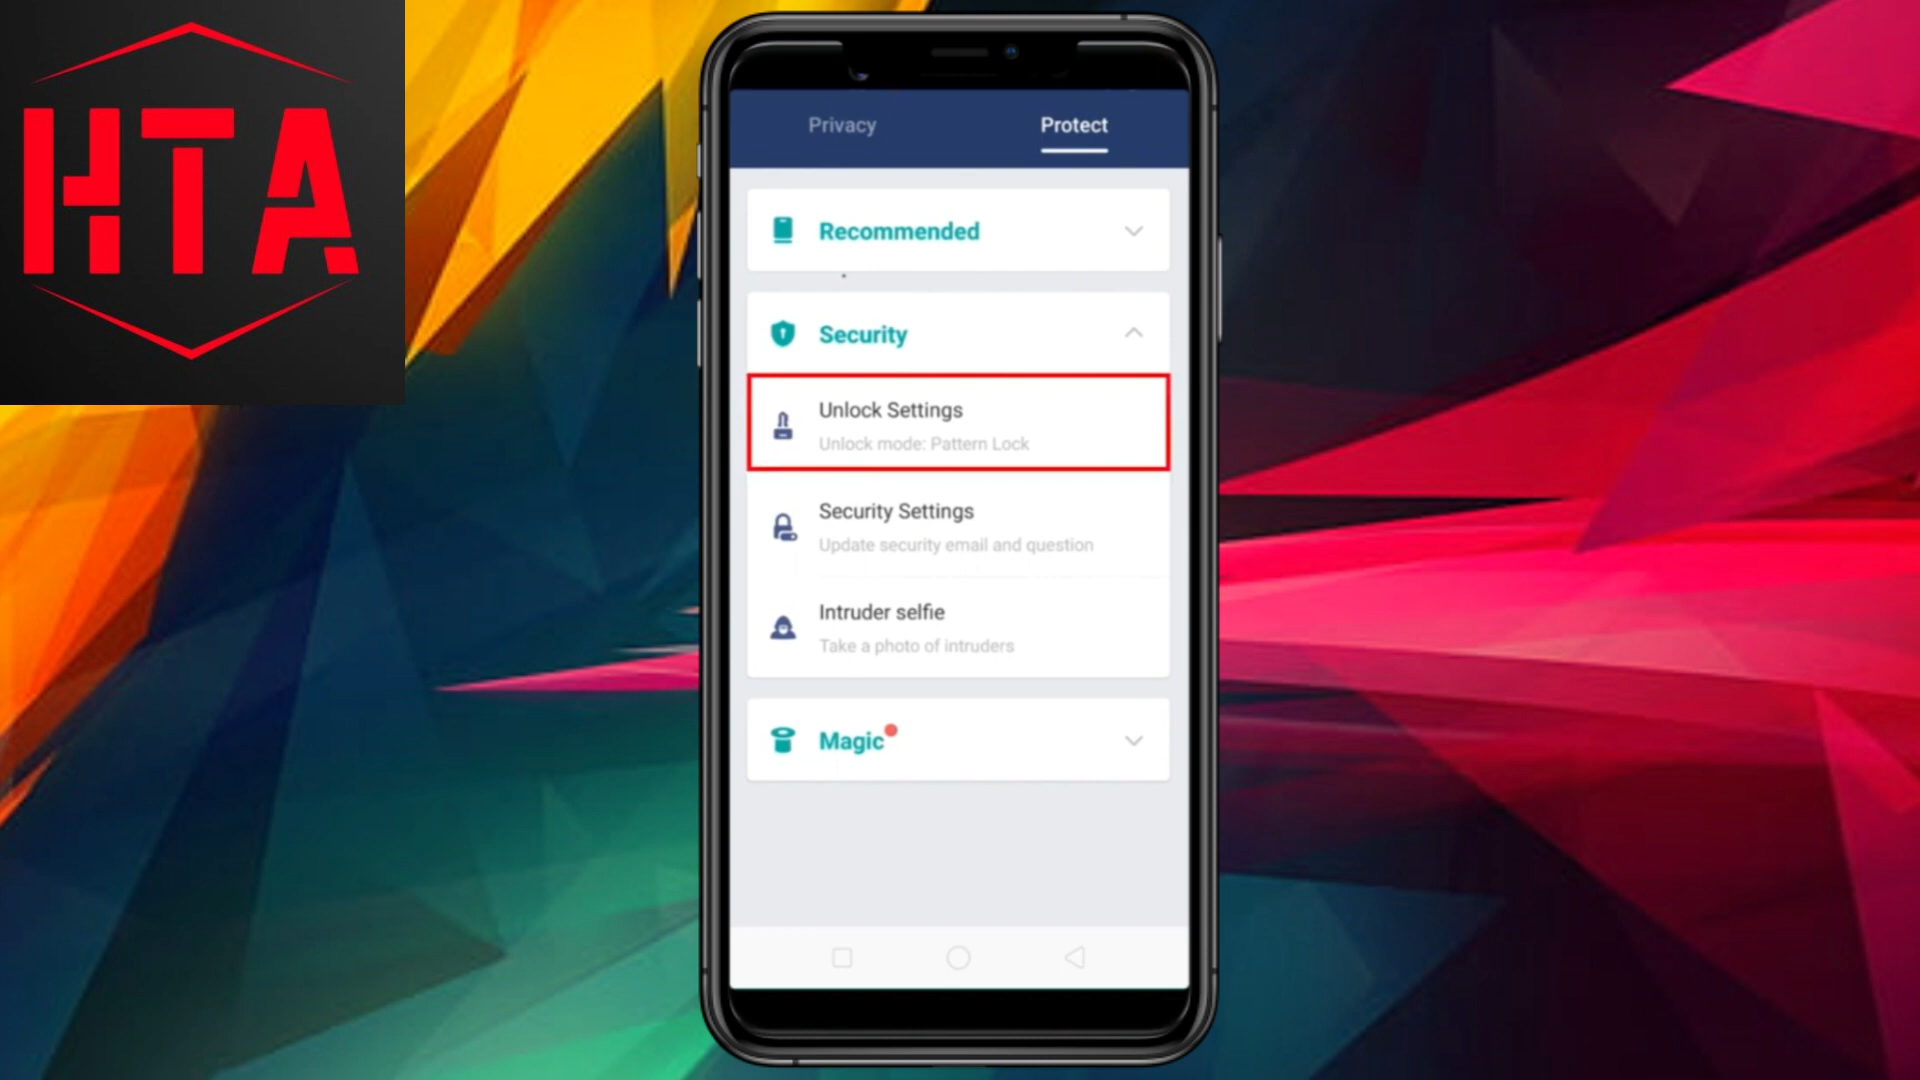 HTA
Privacy
Protect
Recommended
Security
Unlock Settings
Unlock mode: Pattern Lock
Security Settings
Update security email and question
Intruder selfie
Take a photo of intruders
Magic